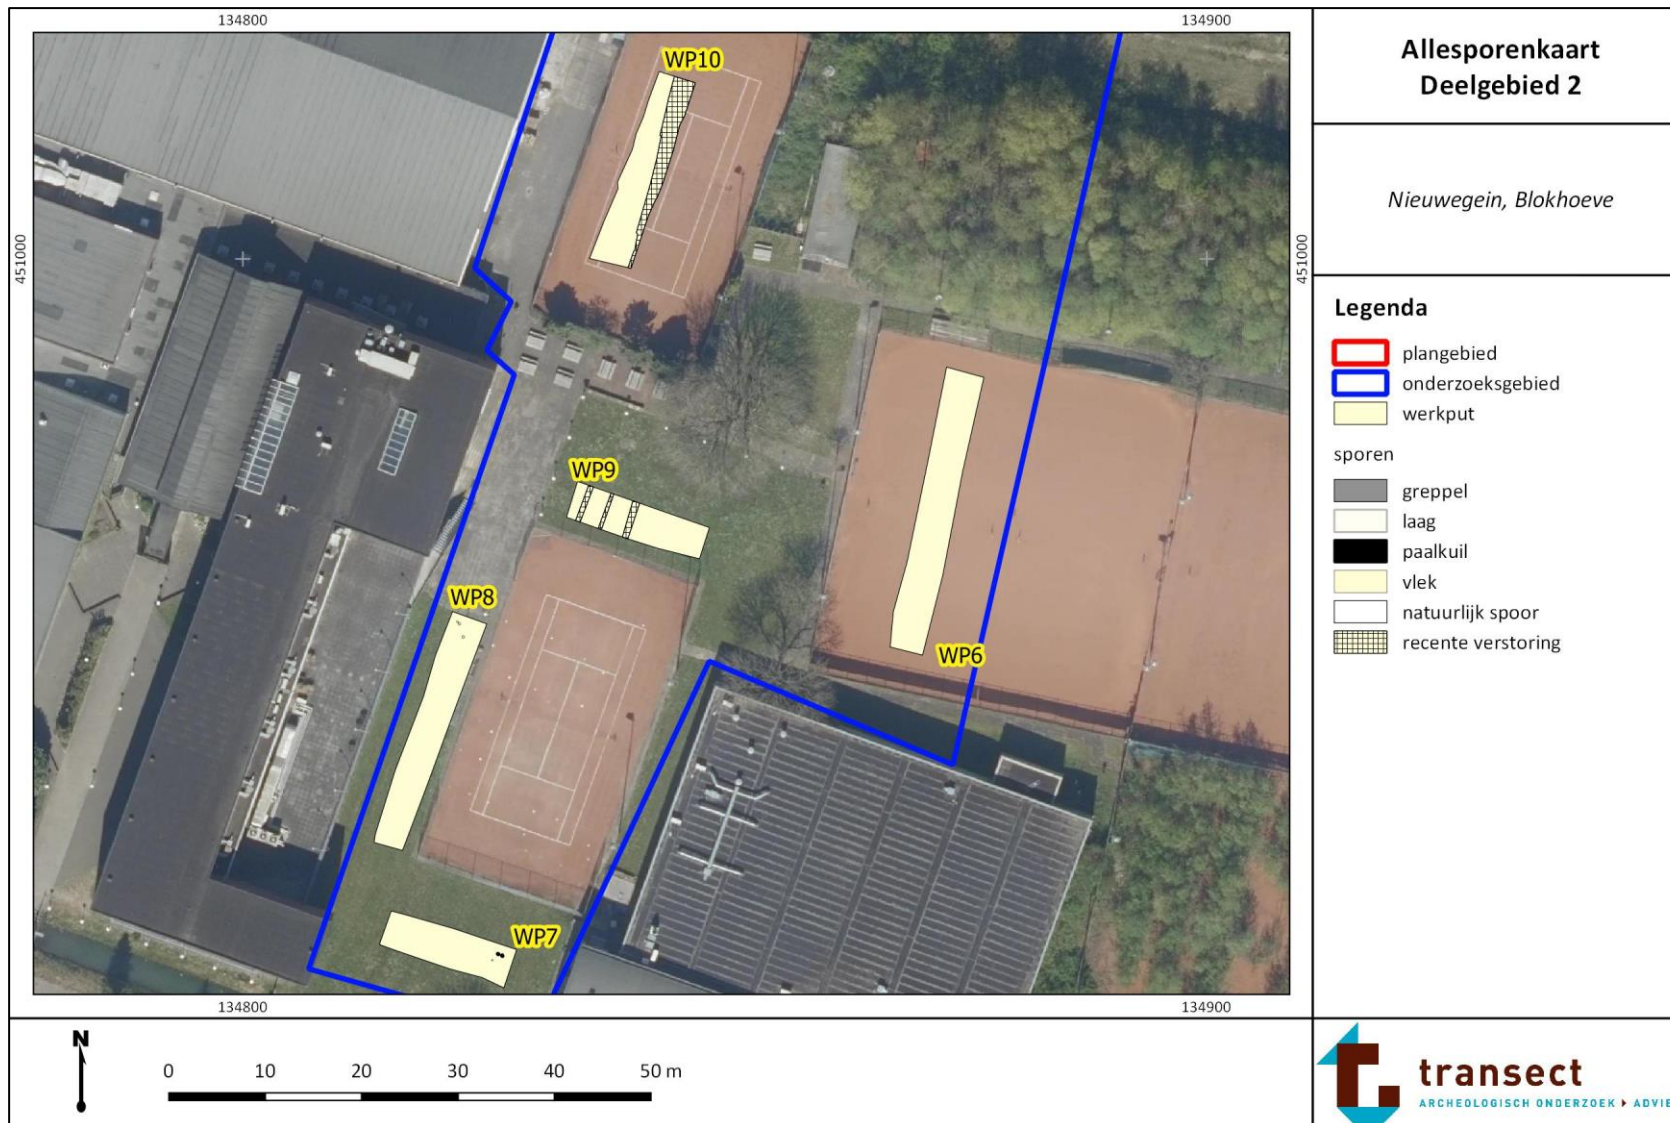 134800
134900
451000
451000
WP10
WP9
WP8
WP6
WP7
134800
134900
Allesporenkaart
Deelgebied 2
Nieuwegein, Blokhoeve
Legenda
plangebied
onderzoeksgebied
werkput
sporen
greppel
laag
paalkuil
vlek
natuurlijk spoor
recente verstoring
N
0 10 20 30 40 50 m
transect
ARCHEOLOGISCH ONDERZOEK ▸ ADVIE